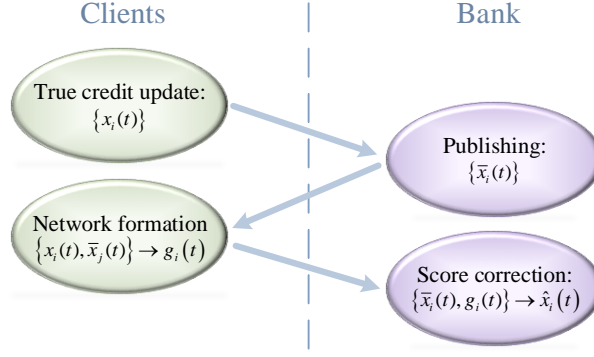 Clients
Bank
True credit update:
{x_i(t)}
Publishing:
{x̄_i(t)}
Network formation
{x_i(t), x̄_j(t)} → g_i(t)
Score correction:
{x̄_i(t), g_i(t)} → x̂_i(t)